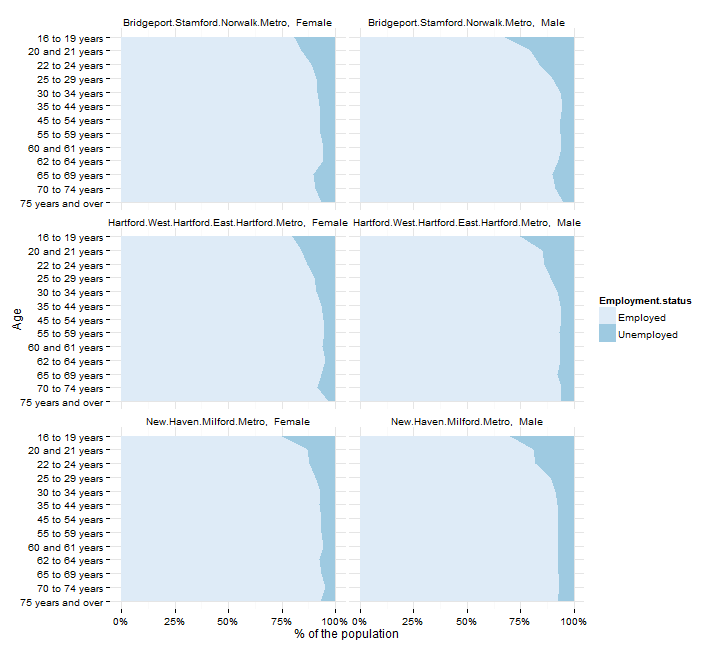 Bridgeport.Stamford.Norwalk.Metro, Female
Bridgeport.Stamford.Norwalk.Metro, Male
16 to 19 years
20 and 21 years
22 to 24 years
25 to 29 years
30 to 34 years
35 to 44 years
45 to 54 years
55 to 59 years
60 and 61 years
62 to 64 years
65 to 69 years
70 to 74 years
75 years and over
Hartford.West.Hartford.East.Hartford.Metro, Female
Hartford.West.Hartford.East.Hartford.Metro, Male
16 to 19 years
20 and 21 years
22 to 24 years
25 to 29 years
30 to 34 years
35 to 44 years
45 to 54 years
55 to 59 years
60 and 61 years
62 to 64 years
65 to 69 years
70 to 74 years
75 years and over
Age
New.Haven.Milford.Metro, Female
New.Haven.Milford.Metro, Male
16 to 19 years
20 and 21 years
22 to 24 years
25 to 29 years
30 to 34 years
35 to 44 years
45 to 54 years
55 to 59 years
60 and 61 years
62 to 64 years
65 to 69 years
70 to 74 years
75 years and over
0% 25% 50% 75% 100% 0% 25% 50% 75% 100%
% of the population
Employment.status
Employed
Unemployed